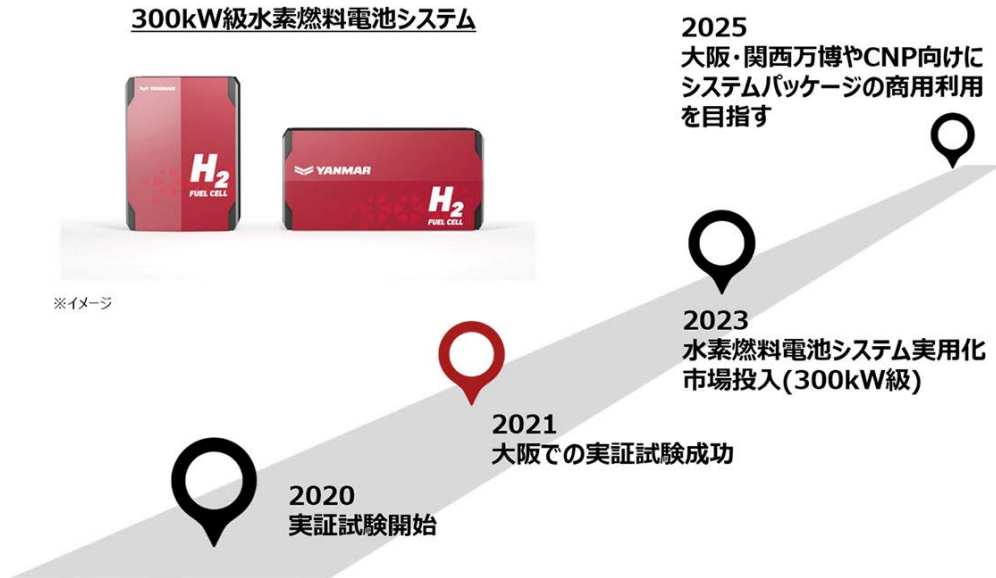 300kW級水素燃料電池システム
YANMAR
H2
FUEL CELL
YANMAR
H2
FUEL CELL
※イメージ
2025
大阪・関西万博やCNP向けに
システムパッケージの商用利用
を目指す
2023
水素燃料電池システム実用化
市場投入(300kW級)
2021
大阪での実証試験成功
2020
実証試験開始